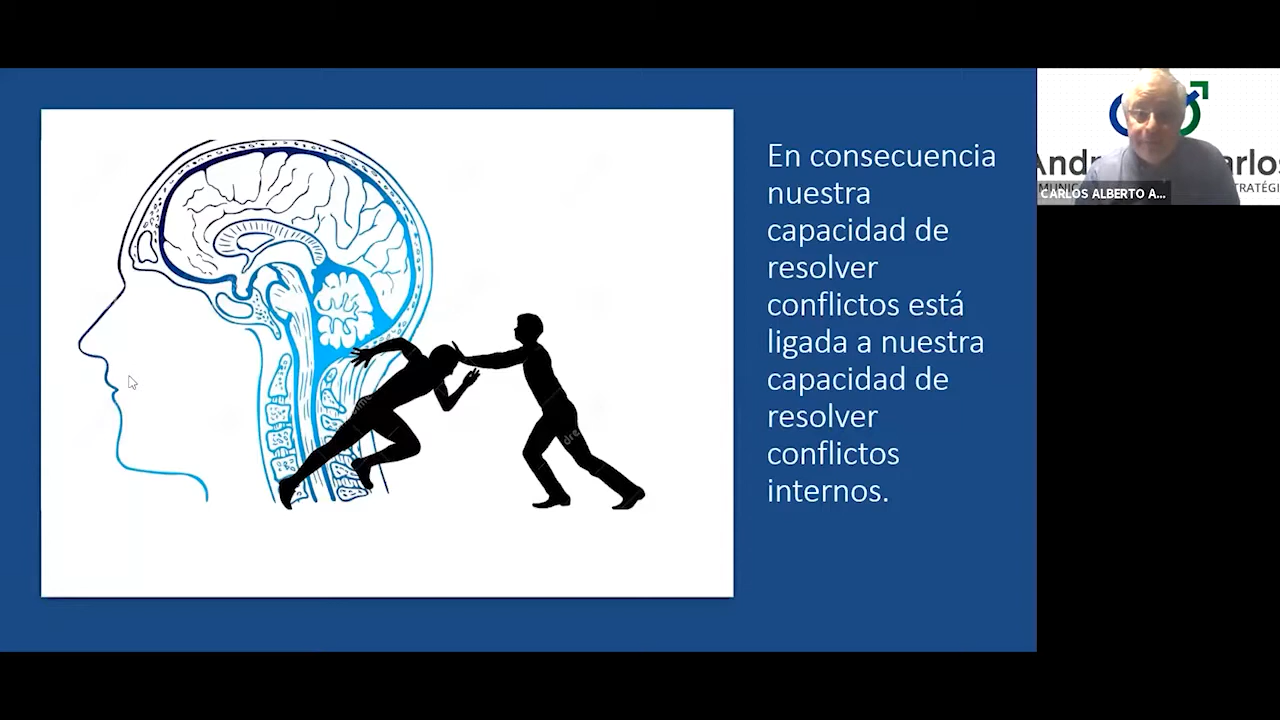 En consecuencia
nuestra
capacidad de
resolver
conflictos está
ligada a nuestra
capacidad de
resolver
conflictos
internos.
CARLOS ALBERTO A...